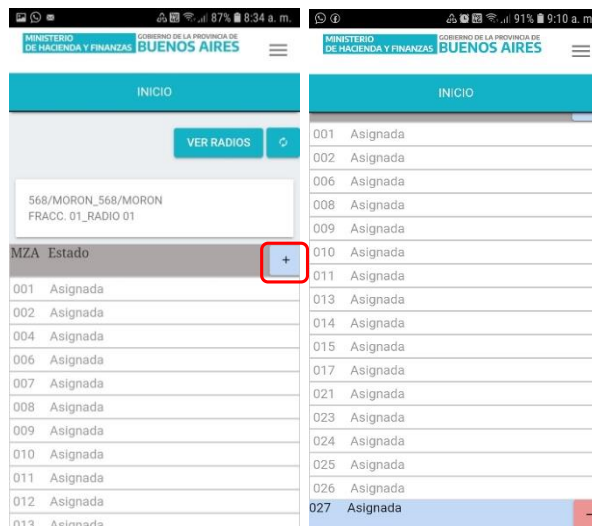 87% 8:34 a. m.
MINISTERIO
DE HACIENDA Y FINANZAS
GOBIERNO DE LA PROVINCIA DE
BUENOS AIRES
INICIO
VER RADIOS
568/MORON_568/MORON
FRACC. 01_RADIO 01
MZA Estado
+
001 Asignada
002 Asignada
004 Asignada
006 Asignada
007 Asignada
008 Asignada
009 Asignada
010 Asignada
011 Asignada
012 Asignada
013 Asignada
91% 9:10 a. m
MINISTERIO
DE HACIENDA Y FINANZAS
GOBIERNO DE LA PROVINCIA DE
BUENOS AIRES
INICIO
001 Asignada
002 Asignada
006 Asignada
008 Asignada
009 Asignada
010 Asignada
011 Asignada
013 Asignada
014 Asignada
015 Asignada
017 Asignada
021 Asignada
023 Asignada
024 Asignada
025 Asignada
026 Asignada
027 Asignada